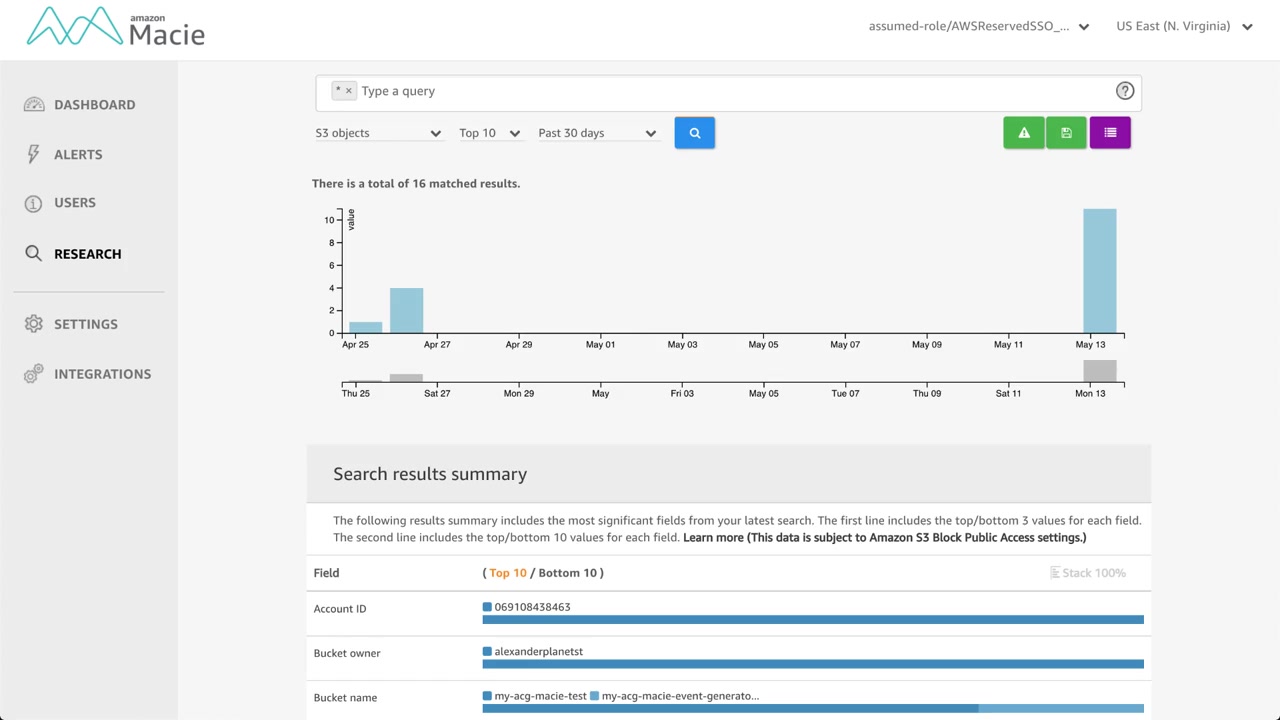 amazon
Macie
assumed-role/AWSReservedSSO_...
US East (N. Virginia)
DASHBOARD
ALERTS
USERS
RESEARCH
SETTINGS
INTEGRATIONS
* × Type a query
?
S3 objects
Top 10
Past 30 days
There is a total of 16 matched results.
value
10
8
6
4
2
0
Apr 25 Apr 27 Apr 29 May 01 May 03 May 05 May 07 May 09 May 11 May 13
Thu 25 Sat 27 Mon 29 May Fri 03 May 05 Tue 07 Thu 09 Sat 11 Mon 13
Search results summary
The following results summary includes the most significant fields from your latest search. The first line includes the top/bottom 3 values for each field.
The second line includes the top/bottom 10 values for each field. Learn more (This data is subject to Amazon S3 Block Public Access settings.)
Field ( Top 10 / Bottom 10 ) Stack 100%
Account ID 069108438463
Bucket owner alexanderplanetst
Bucket name my-acg-macie-test my-acg-macie-event-generato...